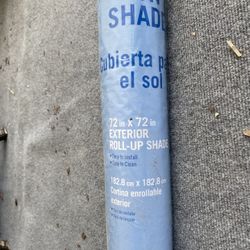 SHADE
Cubierta p
el sol
72 in x 72 in
EXTERIOR
ROLL-UP SHADE
• Easy to Install
• Easy to Clean
182.8 cm x 182.8 cm
Cortina enrollable
exterior